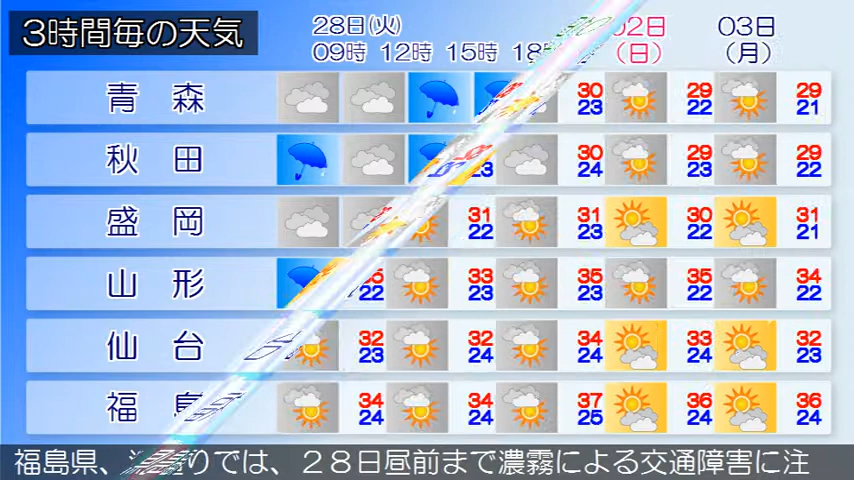 3時間毎の天気
28日(火) 02日 03日
09時 12時 15時 18 (日) (月)
青森 30 29 29
23 22 21
秋田 30 29 29
23 24 23 22
盛岡 31 31 30 31
22 23 22 21
山形 33 35 35 34
22 23 23 22 22
仙台 32 32 34 33 32
23 24 24 24 23
福島 34 34 37 36 36
24 24 25 24 24
福島県、 りでは、28日昼前まで濃霧による交通障害に注